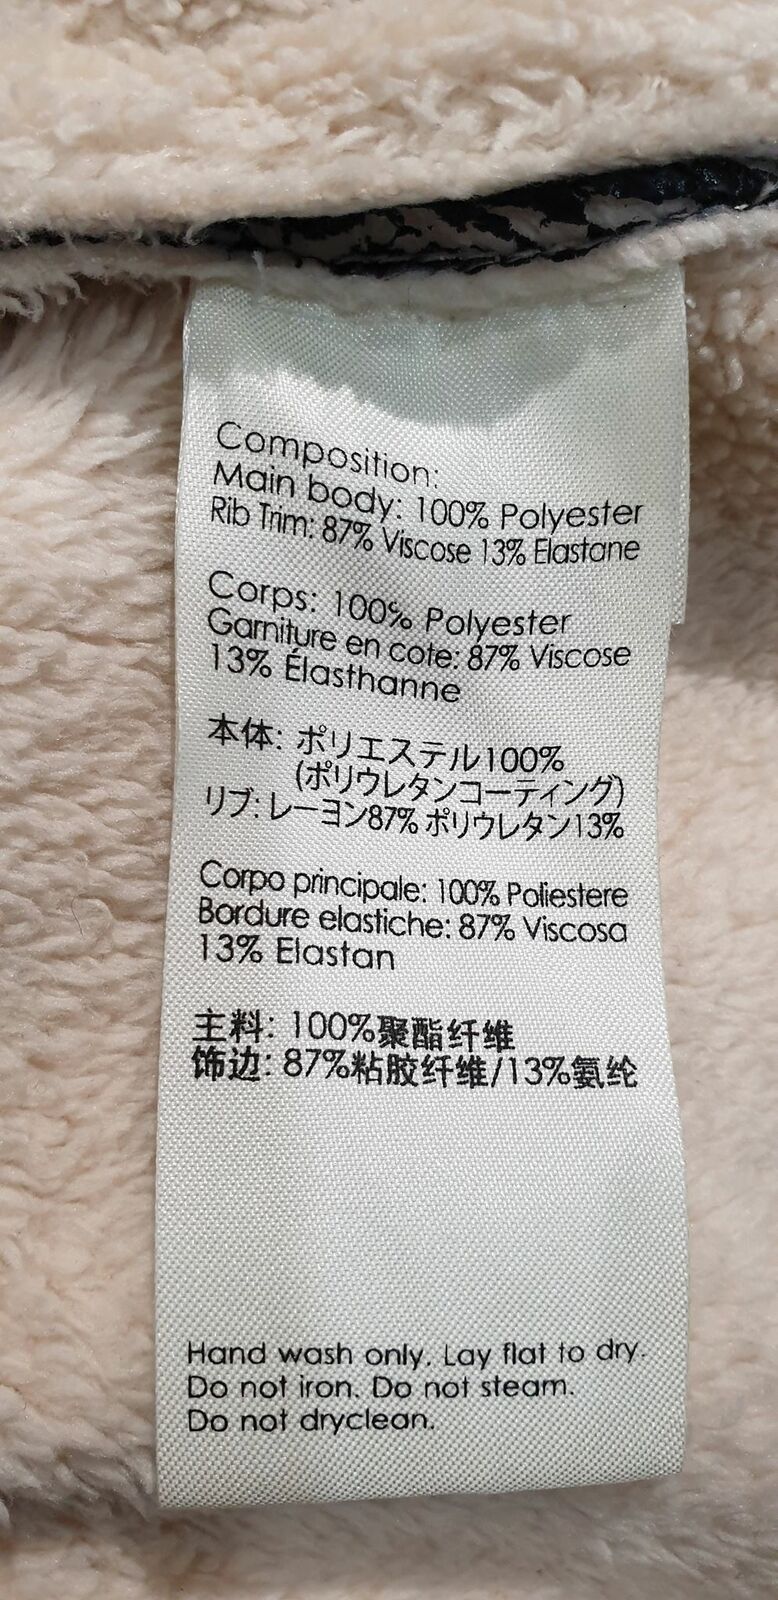 Composition:
Main body: 100% Polyester
Rib Trim: 87% Viscose 13% Elastane
Corps: 100% Polyester
Garniture en cote: 87% Viscose
13% Élasthanne
本体: ポリエステル100%
(ポリウレタンコーティング)
リブ: レーヨン87% ポリウレタン13%
Corpo principale: 100% Poliestere
Bordure elastiche: 87% Viscosa
13% Elastan
主料: 100%聚酯纤维
饰边: 87%粘胶纤维/13%氨纶
Hand wash only. Lay flat to dry.
Do not iron. Do not steam.
Do not dryclean.